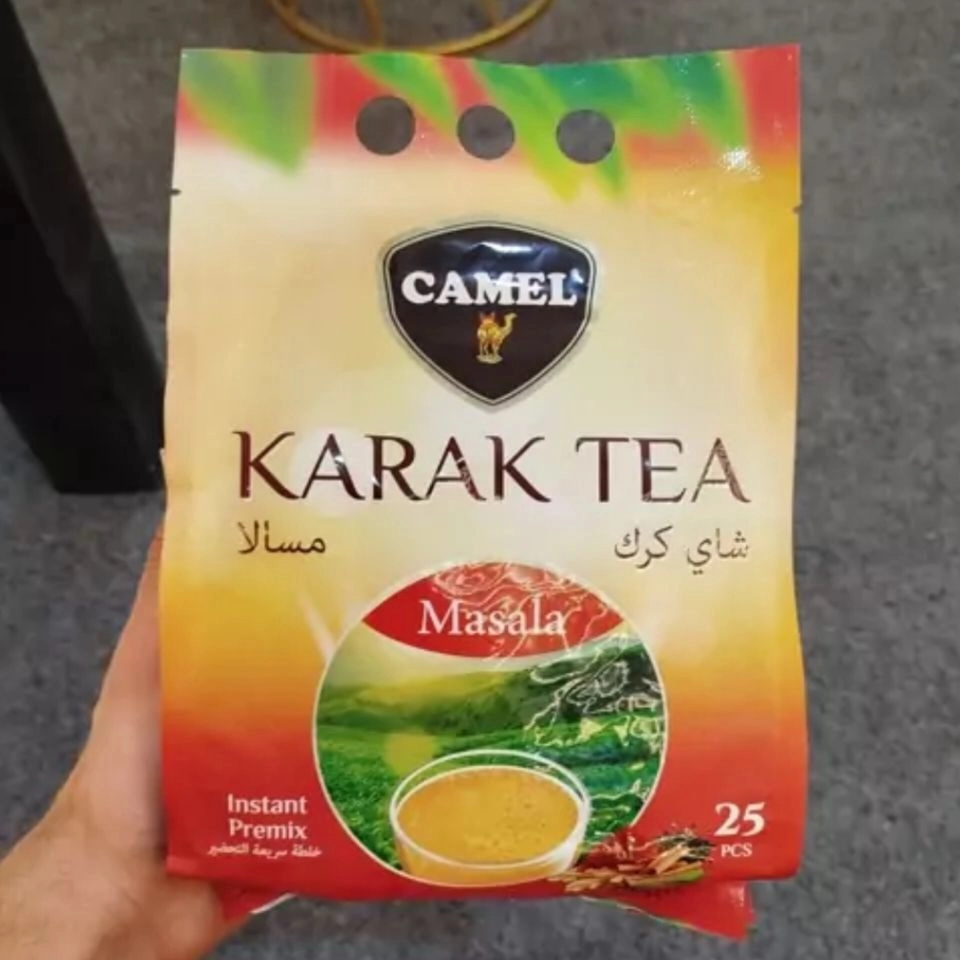 CAMEL
KARAK TEA
شاي كرك
مسالا
Masala
Instant
Premix
خلطة سريعة التحضير
25
PCS